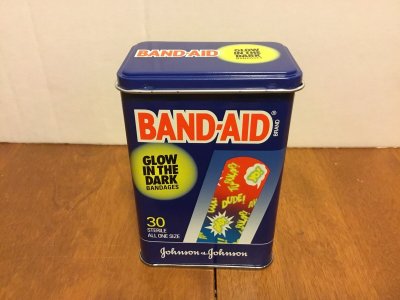 BAND-AID
GLOW
IN THE
DARK
BANDAGES
BAND-AID
BRAND
®
GLOW
IN THE
DARK
BANDAGES
DUDE!
30
STERILE
ALL ONE SIZE
Johnson & Johnson